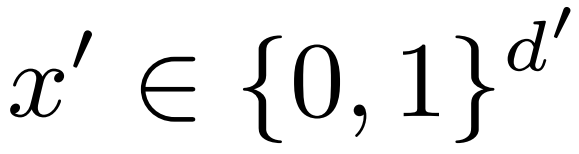 x′ ∈ {0, 1}^{d′}